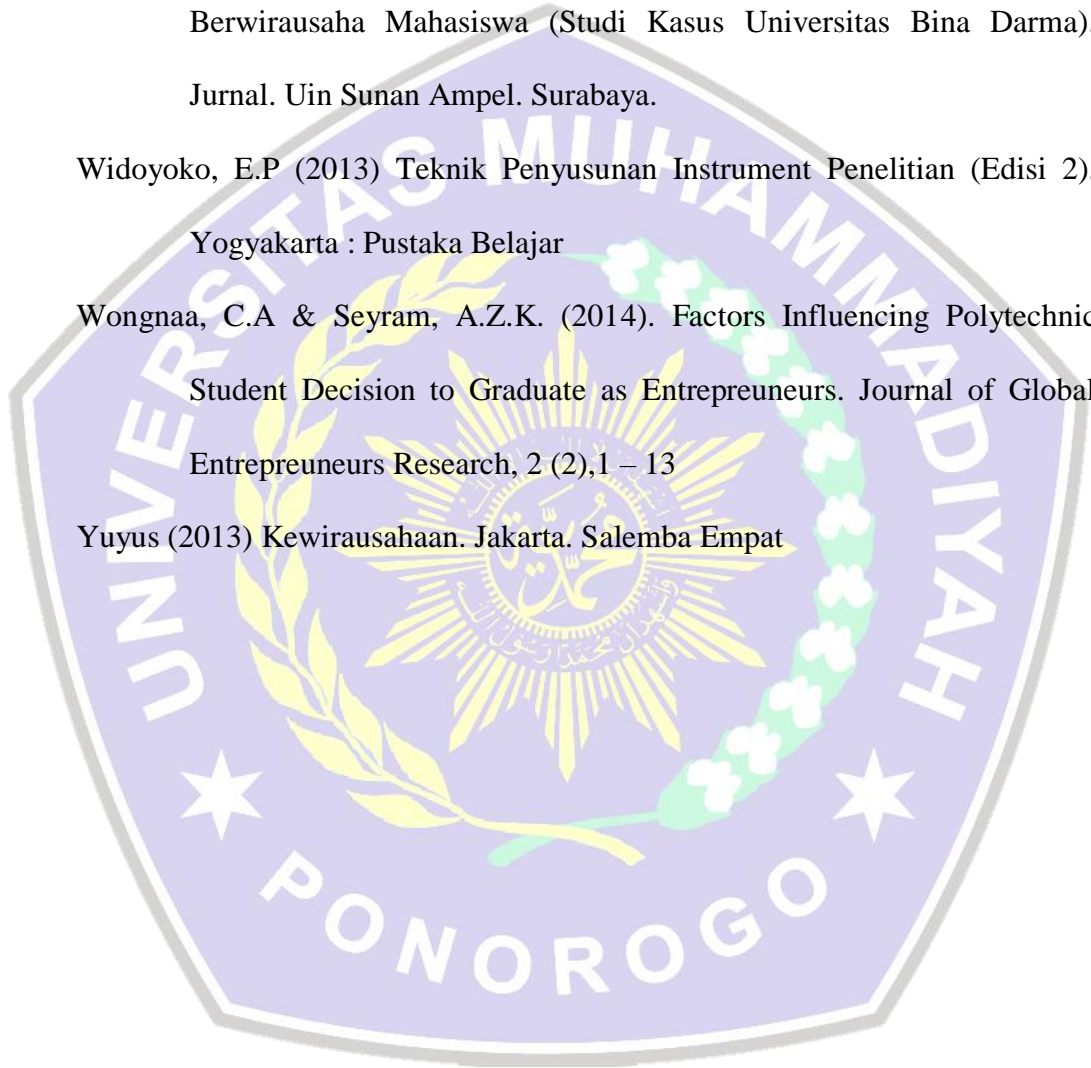 Berwirausaha Mahasiswa (Studi Kasus Universitas Bina Darma).
Jurnal. Uin Sunan Ampel. Surabaya.
Widoyoko, E.P (2013) Teknik Penyusunan Instrument Penelitian (Edisi 2).
Yogyakarta : Pustaka Belajar
Wongnaa, C.A & Seyram, A.Z.K. (2014). Factors Influencing Polytechnic
Student Decision to Graduate as Entrepreuneurs. Journal of Global
Entrepreuneurs Research, 2 (2),1 – 13
Yuyus (2013) Kewirausahaan. Jakarta. Salemba Empat
UNIVERSITAS MUHAMMADIYAH
PONOROGO